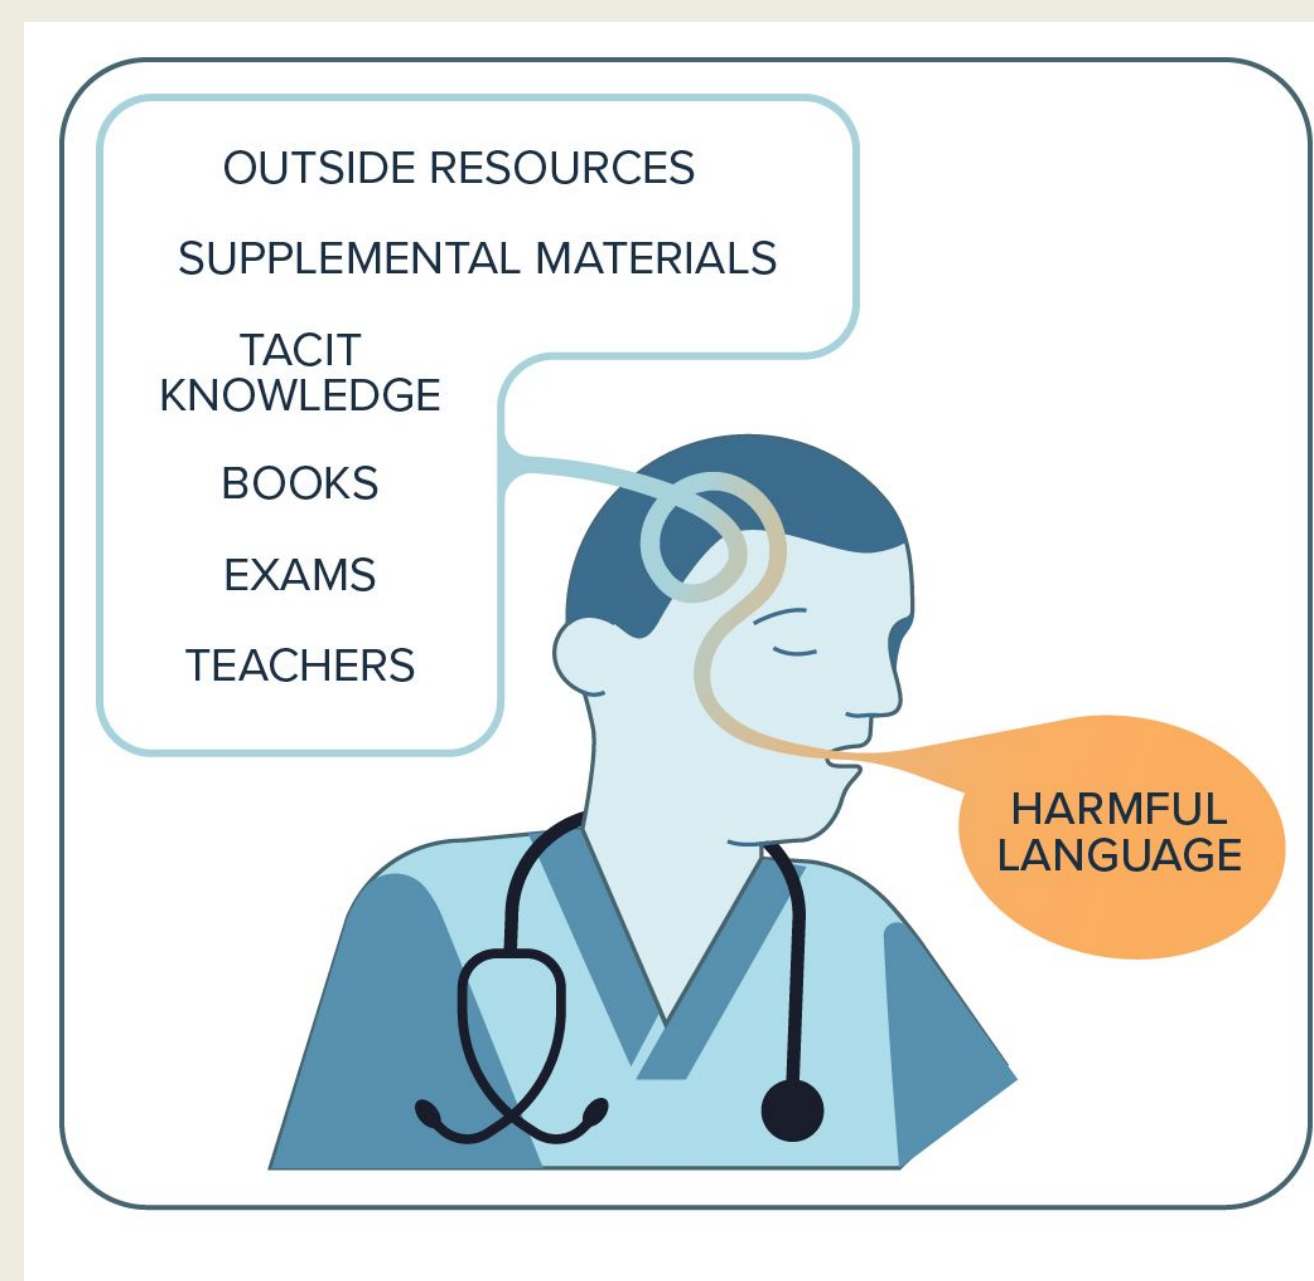 OUTSIDE RESOURCES
SUPPLEMENTAL MATERIALS
TACIT
KNOWLEDGE
BOOKS
EXAMS
TEACHERS
HARMFUL
LANGUAGE